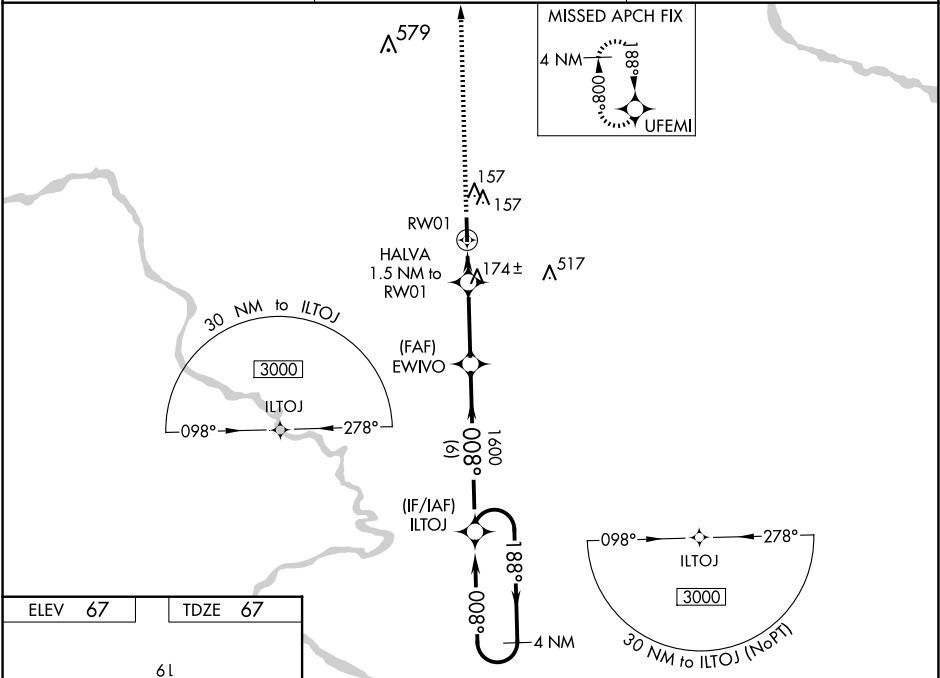 579
MISSED APCH FIX
4 NM
188°
008°
UFEMI
157
157
RW01
HALVA
1.5 NM to
RW01
174±
517
30 NM to ILTOJ
3000
ILTOJ
098°
278°
(FAF)
EWIVO
1600
008°
(6)
(IF/IAF)
ILTOJ
188°
008°
4 NM
098°
278°
ILTOJ
3000
30 NM to ILTOJ (NoPT)
ELEV 67
TDZE 67
19